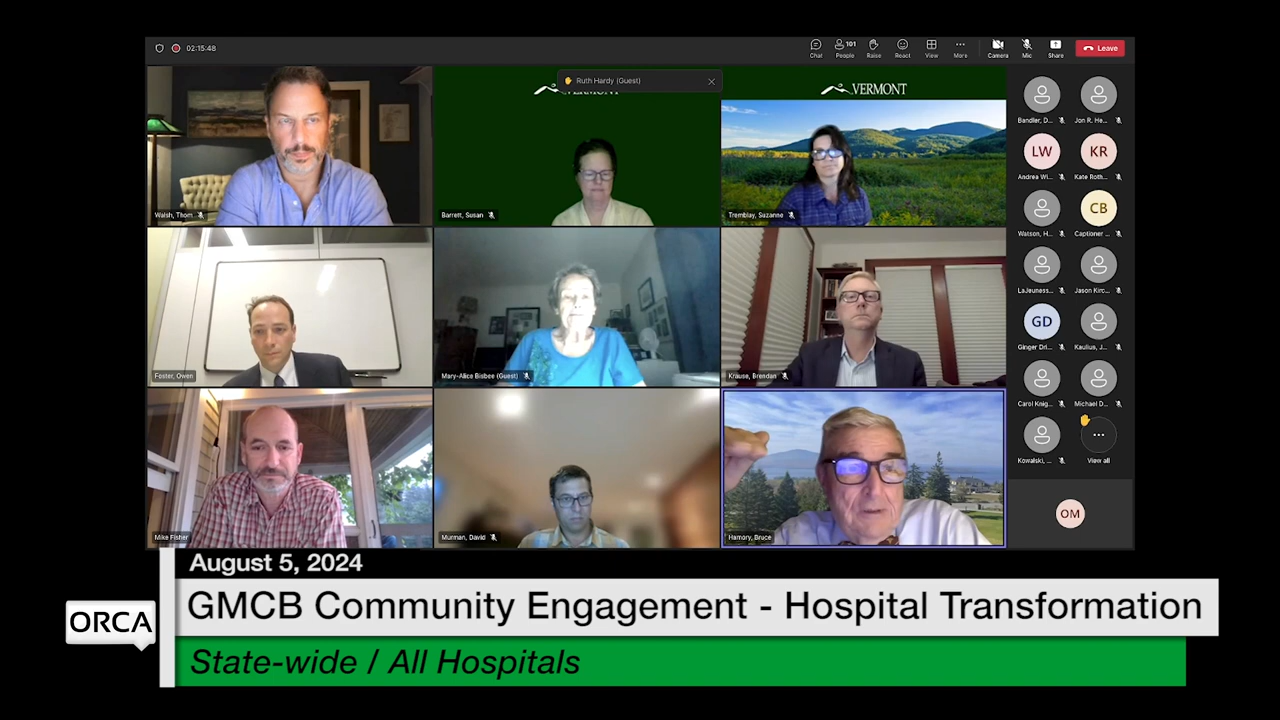 02:15:48
Chat
101
People
Raise
React
View
More
Camera
Mic
Share
Leave
Ruth Hardy (Guest)
VERMONT
VERMONT
Walsh, Thom
Barrett, Susan
Tremblay, Suzanne
Foster, Owen
Mary-Alice Bisbee (Guest)
Krause, Brendan
Mike Fisher
Murman, David
Hamory, Bruce
Bandler, D...
Jon R. He...
LW
KR
Andrea Wi...
Kate Roth...
CB
Watson, H...
Captioner ...
LaJeuness...
Jason Kirc...
GD
Ginger Dri...
Kaulius, J...
Carol Knig...
Michael D...
Kowalski, ...
View all
OM
August 5, 2024
ORCA
GMCB Community Engagement - Hospital Transformation
State-wide / All Hospitals